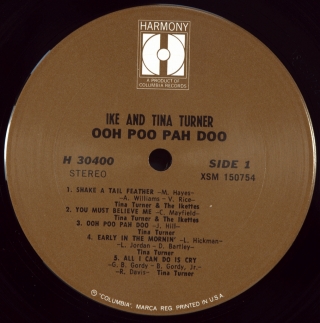 HARMONY
H
A PRODUCT OF
COLUMBIA RECORDS
IKE AND TINA TURNER
OOH POO PAH DOO
H 30400 SIDE 1
STEREO XSM 150754
1. SHAKE A TAIL FEATHER -M. Hayes-
-A. Williams - V. Rice-
Tina Turner & The Ikettes
2. YOU MUST BELIEVE ME -C. Mayfield-
Tina Turner & The Ikettes
3. OOH POO PAH DOO -J. Hill-
Tina Turner
4. EARLY IN THE MORNIN' -L. Hickman-
-L. Jordan - D. Bartley-
Tina Turner
5. ALL I CAN DO IS CRY
-G. B. Gordy - B. Gordy, Jr.-
-R. Davis- Tina Turner
Ⓟ "COLUMBIA", MARCA REG. PRINTED IN U.S.A.